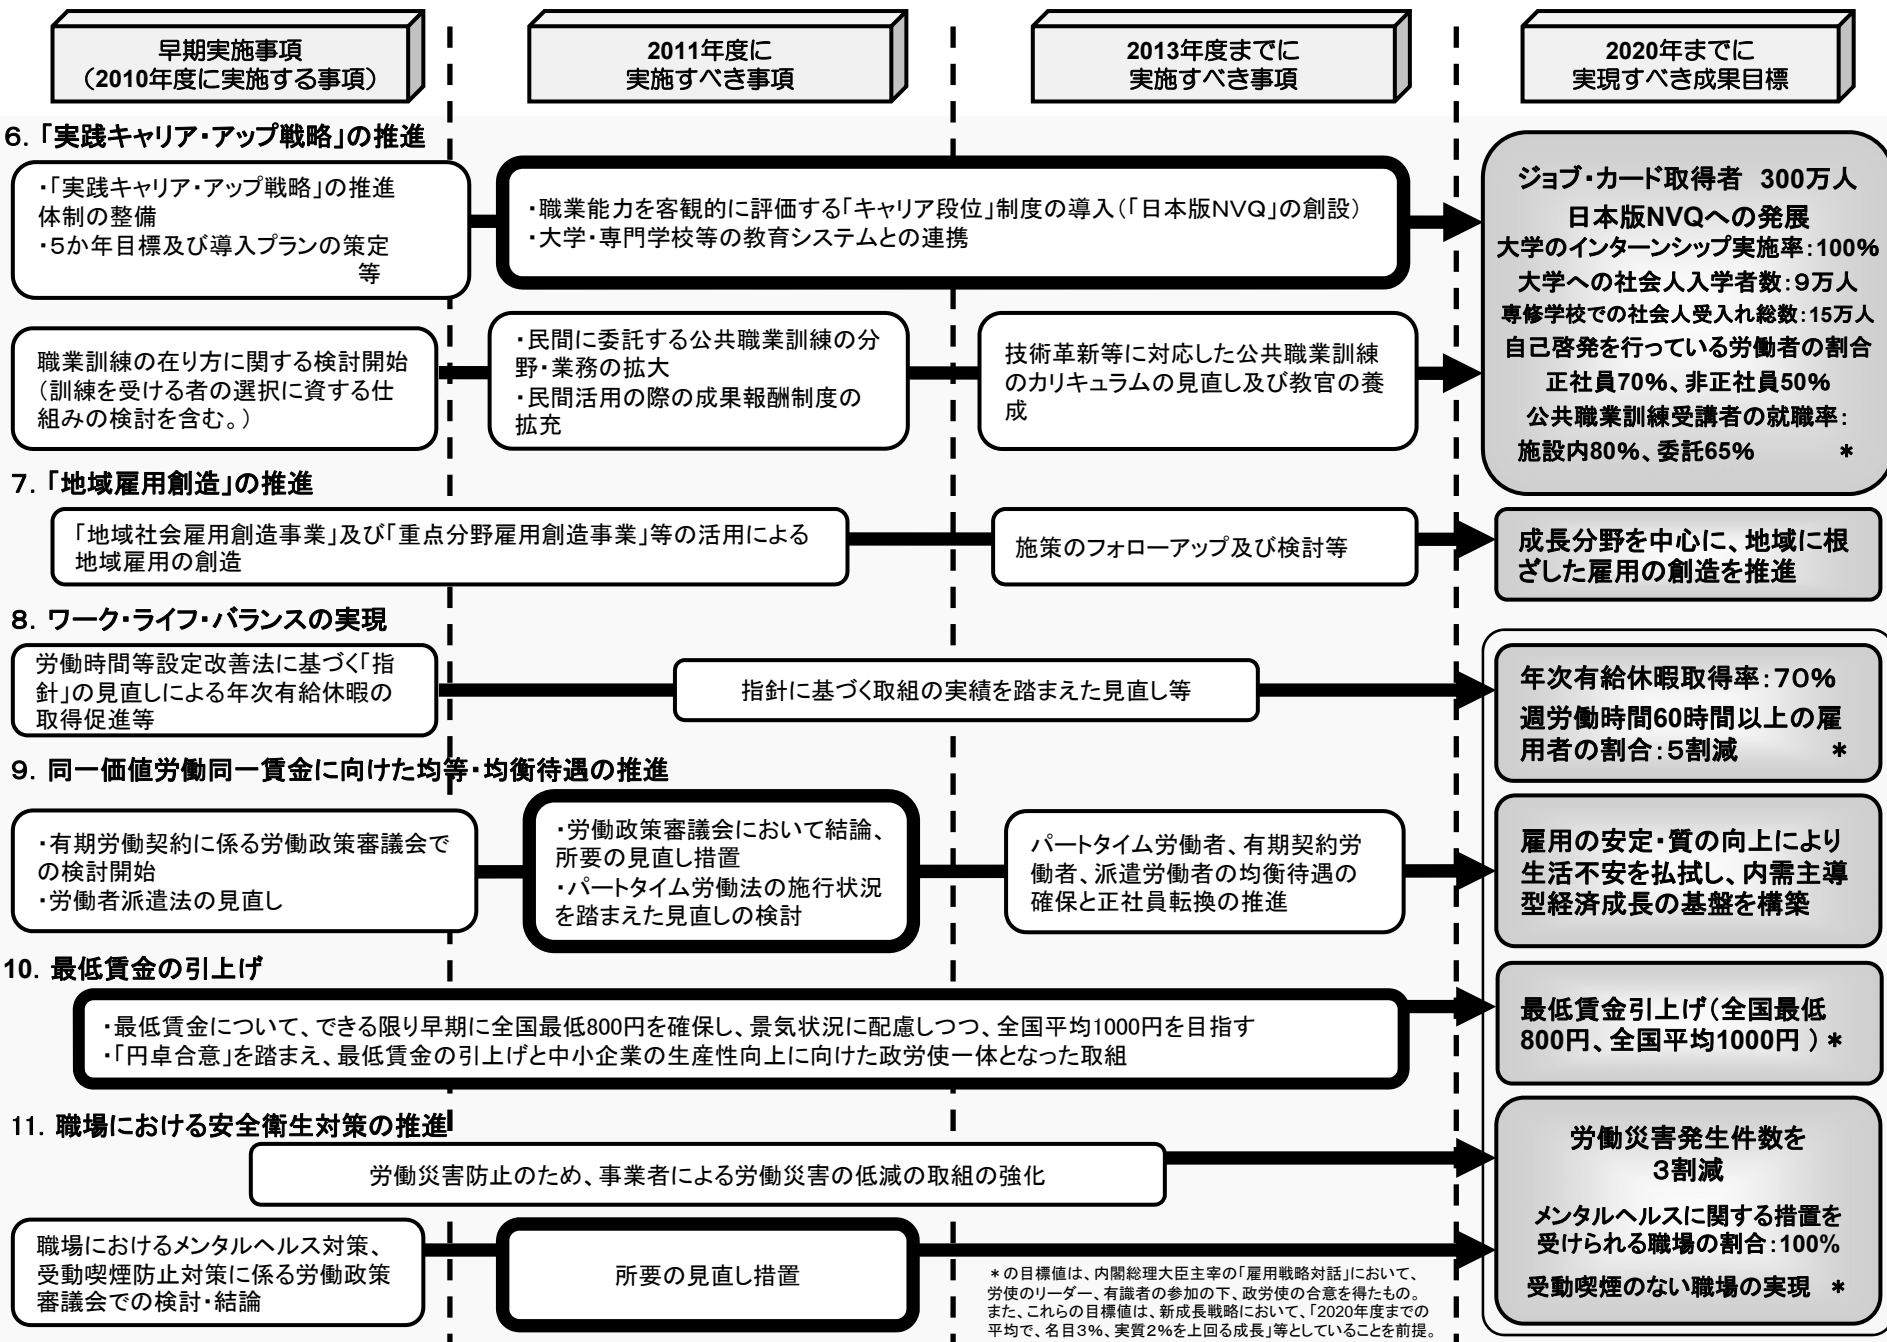 早期実施事項
（2010年度に実施する事項）
2011年度に
実施すべき事項
2013年度までに
実施すべき事項
2020年までに
実現すべき成果目標
６．「実践キャリア・アップ戦略」の推進
・「実践キャリア・アップ戦略」の推進
体制の整備
・５か年目標及び導入プランの策定
等
・職業能力を客観的に評価する「キャリア段位」制度の導入（「日本版ＮＶＱ」の創設）
・大学・専門学校等の教育システムとの連携
ジョブ・カード取得者 300万人
日本版NVQへの発展
大学のインターンシップ実施率：100%
大学への社会人入学者数：９万人
専修学校での社会人受入れ総数：15万人
自己啓発を行っている労働者の割合
正社員70%、非正社員50%
公共職業訓練受講者の就職率：
施設内80%、委託65% ＊
職業訓練の在り方に関する検討開始
（訓練を受ける者の選択に資する仕
組みの検討を含む。）
・民間に委託する公共職業訓練の分
野・業務の拡大
・民間活用の際の成果報酬制度の
拡充
技術革新等に対応した公共職業訓練
のカリキュラムの見直し及び教官の養
成
７．「地域雇用創造」の推進
「地域社会雇用創造事業」及び「重点分野雇用創造事業」等の活用による
地域雇用の創造
施策のフォローアップ及び検討等
成長分野を中心に、地域に根
ざした雇用の創造を推進
８．ワーク・ライフ・バランスの実現
労働時間等設定改善法に基づく「指
針」の見直しによる年次有給休暇の
取得促進等
指針に基づく取組の実績を踏まえた見直し等
年次有給休暇取得率：７０％
週労働時間60時間以上の雇
用者の割合：５割減 ＊
９．同一価値労働同一賃金に向けた均等・均衡待遇の推進
・有期労働契約に係る労働政策審議会で
の検討開始
・労働者派遣法の見直し
・労働政策審議会において結論、
所要の見直し措置
・パートタイム労働法の施行状況
を踏まえた見直しの検討
パートタイム労働者、有期契約労
働者、派遣労働者の均衡待遇の
確保と正社員転換の推進
雇用の安定・質の向上により
生活不安を払拭し、内需主導
型経済成長の基盤を構築
10．最低賃金の引上げ
・最低賃金について、できる限り早期に全国最低800円を確保し、景気状況に配慮しつつ、全国平均1000円を目指す
・「円卓合意」を踏まえ、最低賃金の引上げと中小企業の生産性向上に向けた政労使一体となった取組
最低賃金引上げ（全国最低
800円、全国平均1000円 ）＊
11．職場における安全衛生対策の推進
労働災害防止のため、事業者による労働災害の低減の取組の強化
労働災害発生件数を
３割減
メンタルヘルスに関する措置を
受けられる職場の割合：100%
受動喫煙のない職場の実現 ＊
職場におけるメンタルヘルス対策、
受動喫煙防止対策に係る労働政策
審議会での検討・結論
所要の見直し措置
＊の目標値は、内閣総理大臣主宰の「雇用戦略対話」において、
労使のリーダー、有識者の参加の下、政労使の合意を得たもの。
また、これらの目標値は、新成長戦略において、「2020年度までの
平均で、名目３％、実質２％を上回る成長」等としていることを前提。